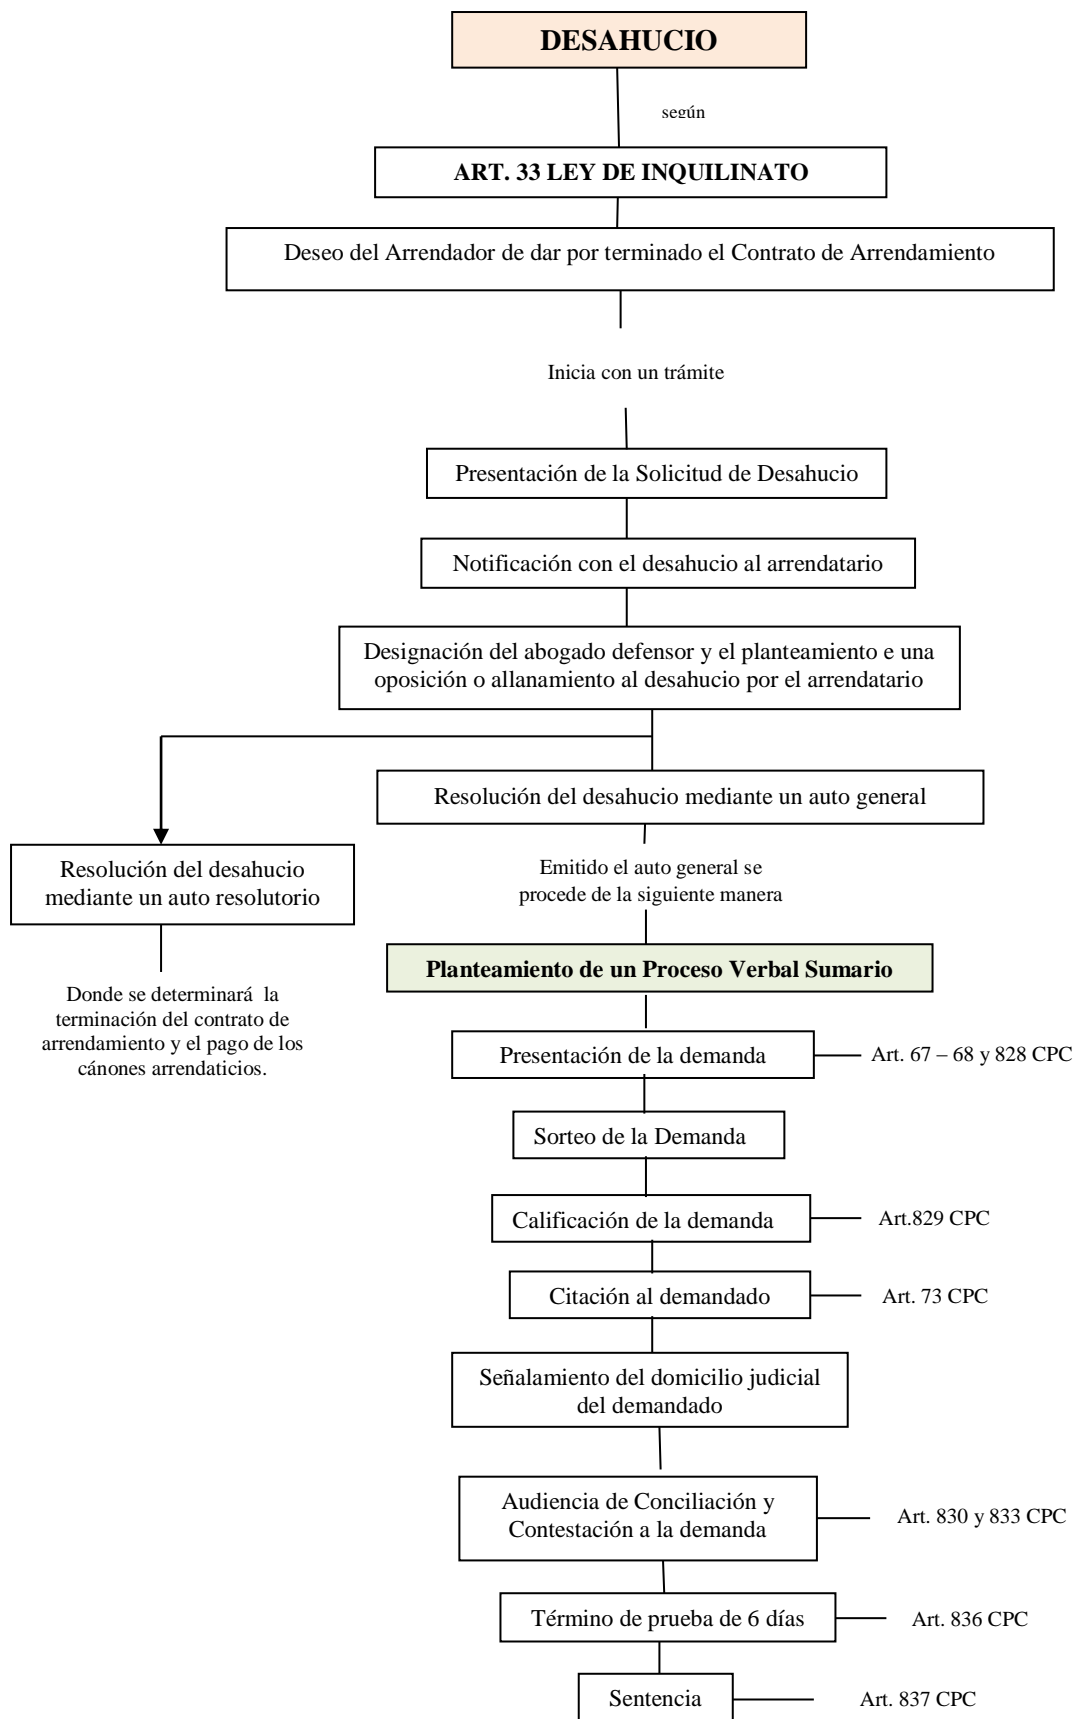 DESAHUCIO
según
ART. 33 LEY DE INQUILINATO
Deseo del Arrendador de dar por terminado el Contrato de Arrendamiento
Inicia con un trámite
Presentación de la Solicitud de Desahucio
Notificación con el desahucio al arrendatario
Designación del abogado defensor y el planteamiento e una
oposición o allanamiento al desahucio por el arrendatario
Resolución del desahucio mediante un auto general
Resolución del desahucio
mediante un auto resolutorio
Emitido el auto general se
procede de la siguiente manera
Donde se determinará la
terminación del contrato de
arrendamiento y el pago de los
cánones arrendaticios.
Planteamiento de un Proceso Verbal Sumario
Presentación de la demanda
Art. 67 – 68 y 828 CPC
Sorteo de la Demanda
Calificación de la demanda
Art.829 CPC
Citación al demandado
Art. 73 CPC
Señalamiento del domicilio judicial
del demandado
Audiencia de Conciliación y
Contestación a la demanda
Art. 830 y 833 CPC
Término de prueba de 6 días
Art. 836 CPC
Sentencia
Art. 837 CPC